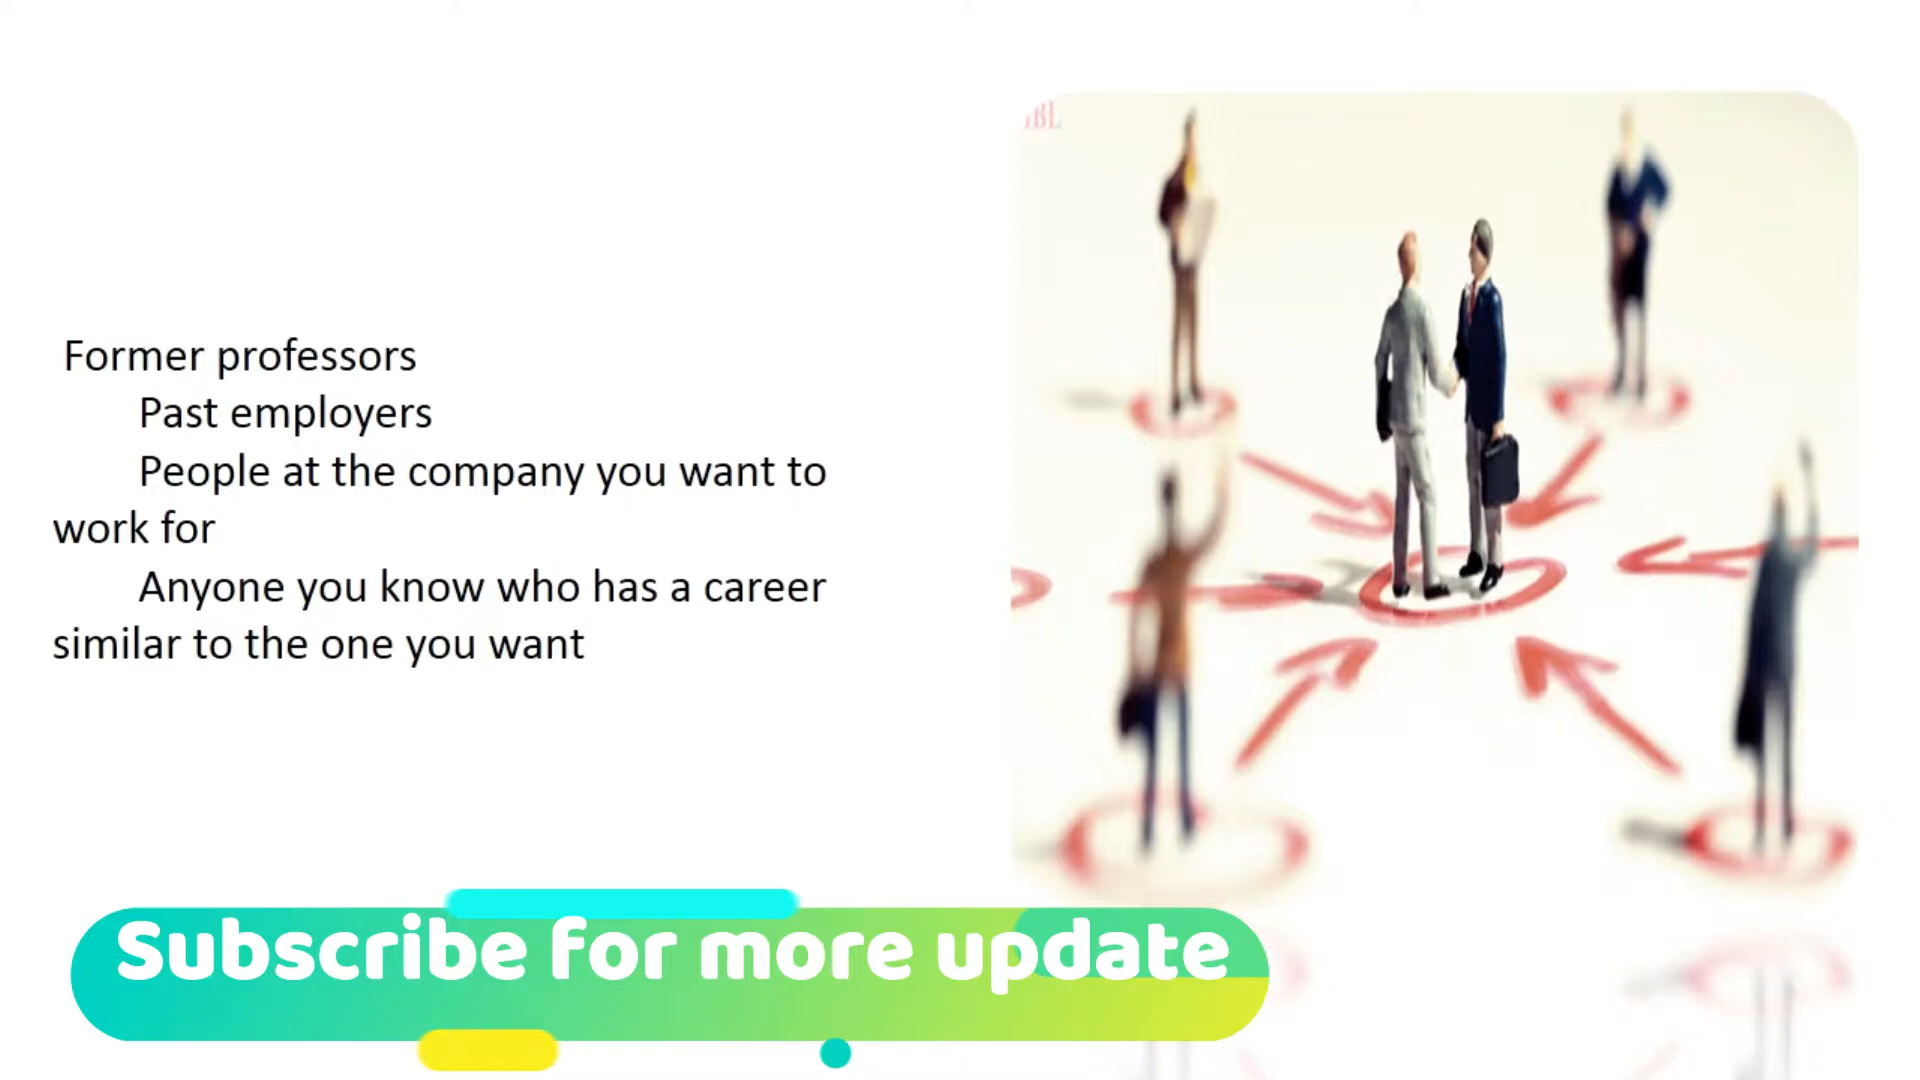 Former professors
Past employers
People at the company you want to
work for
Anyone you know who has a career
similar to the one you want
Subscribe for more update